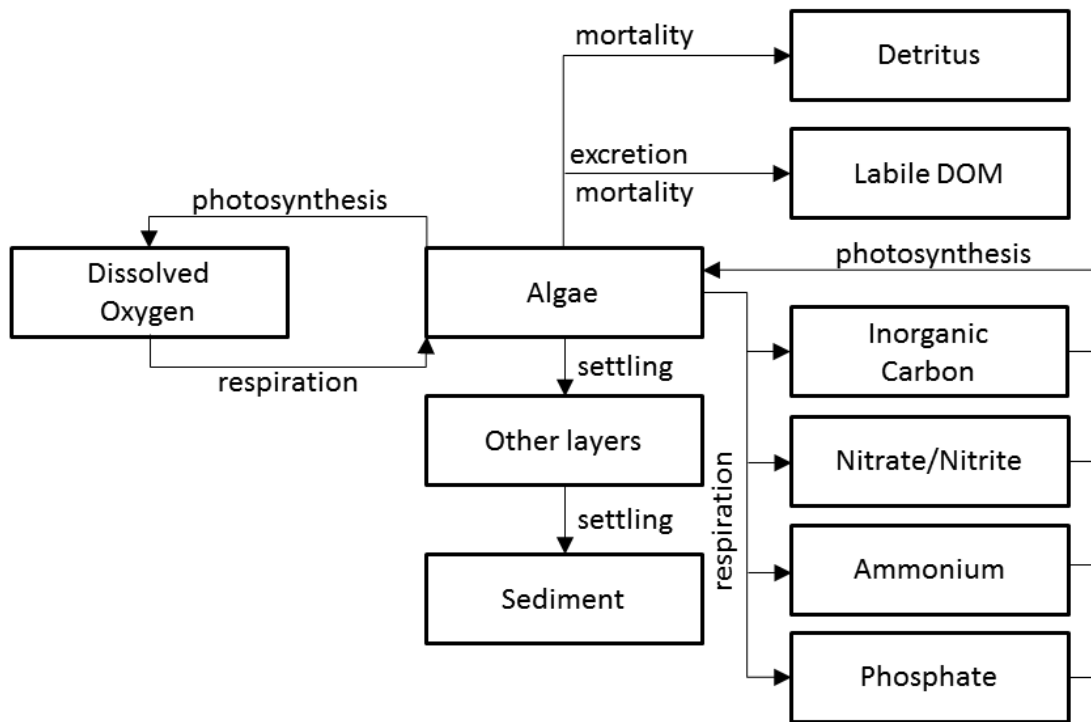 mortality
Detritus
excretion
mortality
Labile DOM
photosynthesis
photosynthesis
Dissolved
Oxygen
Algae
respiration
settling
Inorganic
Carbon
Other layers
Nitrate/Nitrite
respiration
settling
Ammonium
Sediment
Phosphate